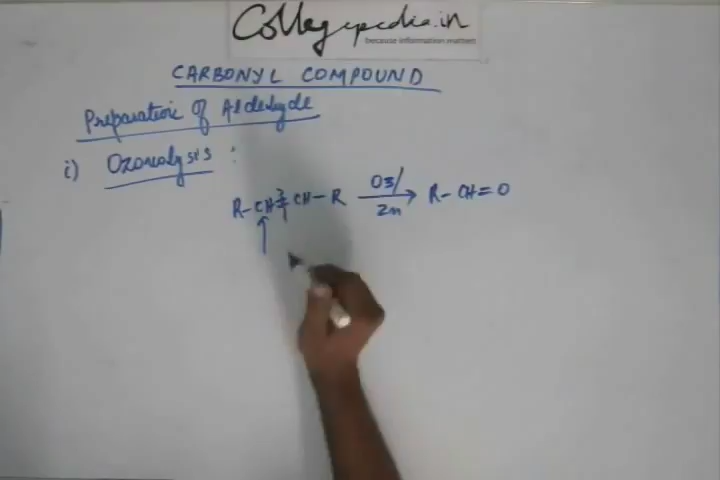 Collegepedia.in
because information matters
CARBONYL COMPOUND
Preparation of Aldehyde
i) Ozonolysis :
R-CH=CH-R O3/Zn → R-CH=O